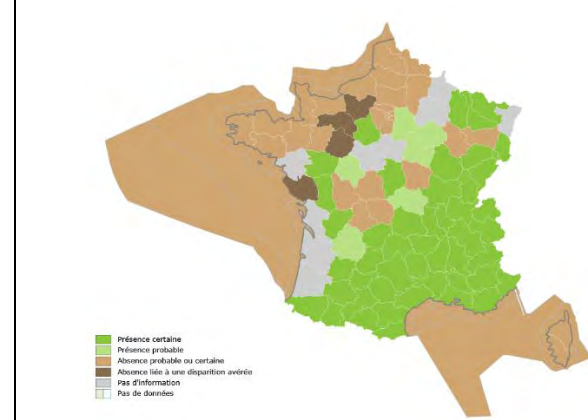 Présence certaine
Présence probable
Absence probable ou certaine
Absence liée à une disparition avérée
Pas d'information
Pas de données